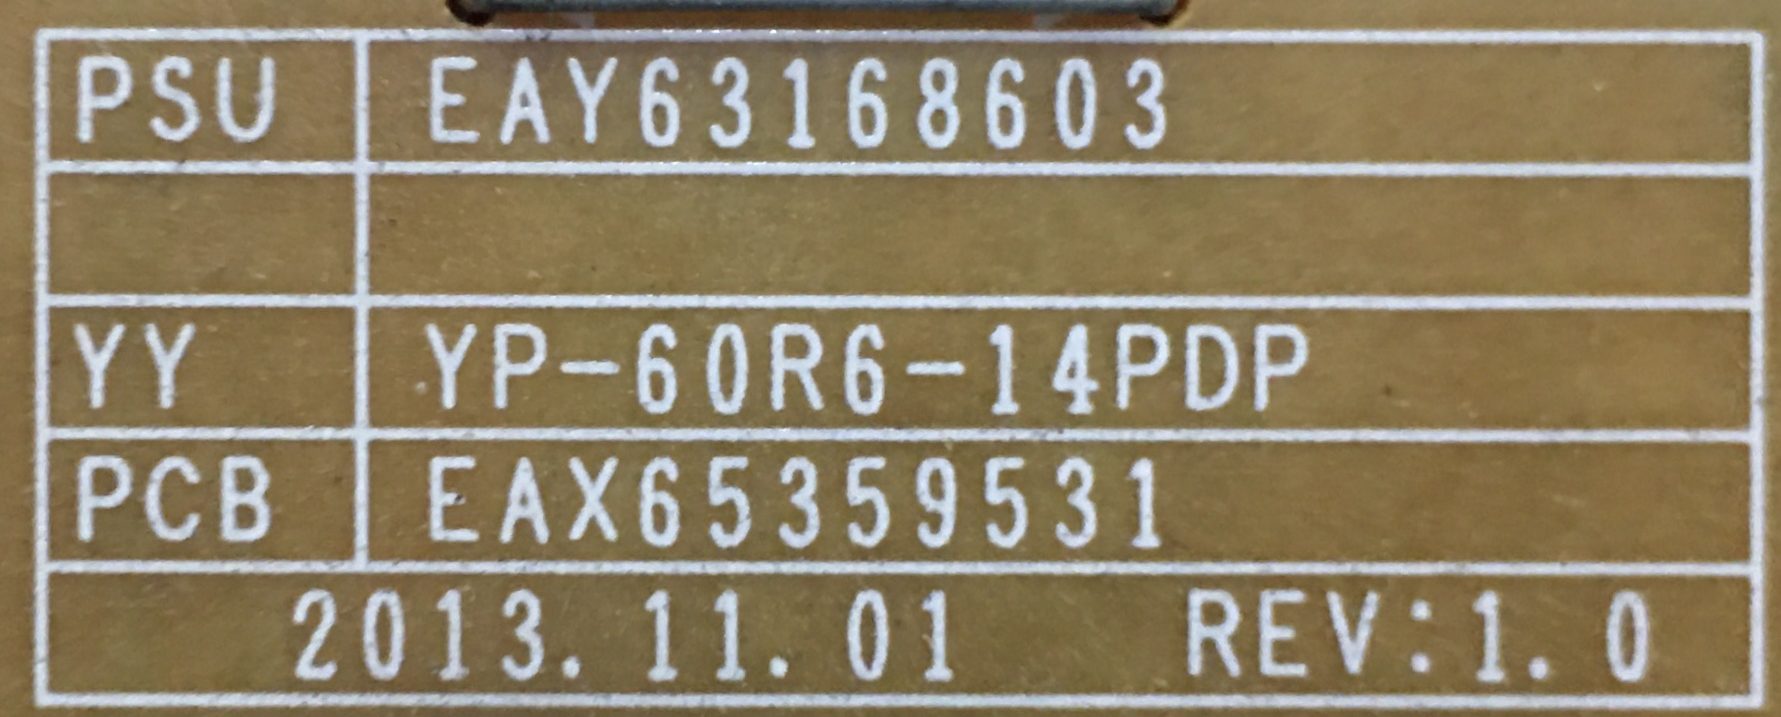 PSU EAY63168603
YY YP-60R6-14PDP
PCB EAX65359531
2013.11.01 REV:1.0